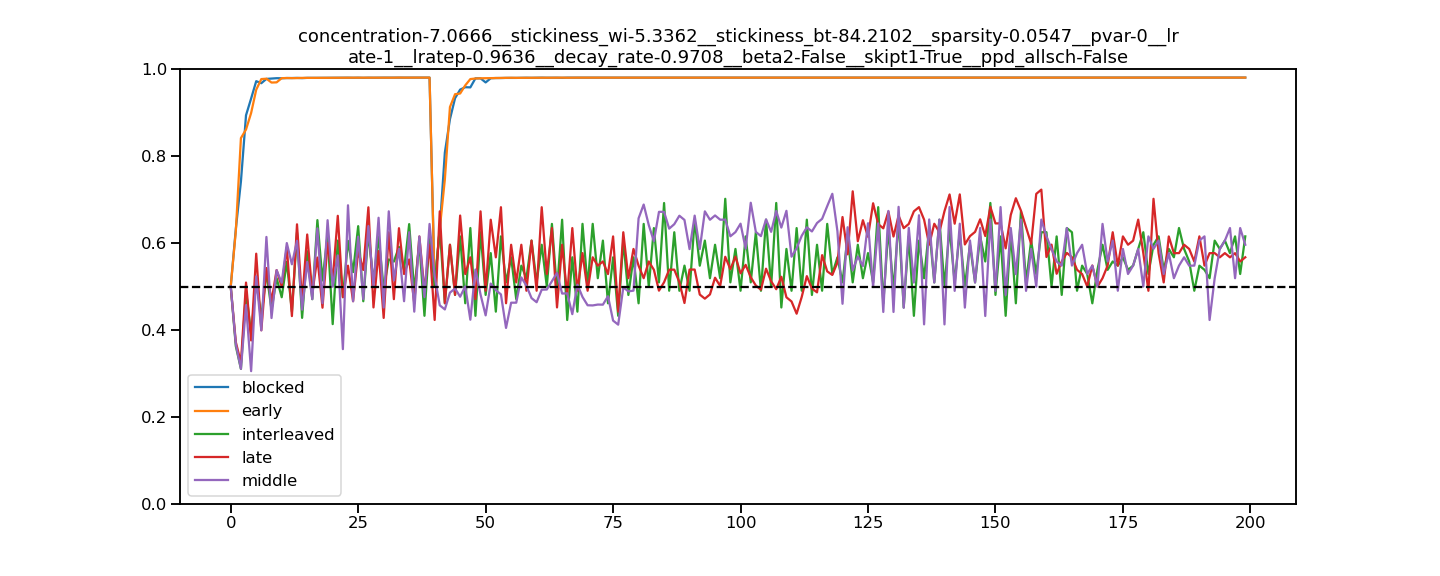 concentration-7.0666__stickiness_wi-5.3362__stickiness_bt-84.2102__sparsity-0.0547__pvar-0__lr
ate-1__lratep-0.9636__decay_rate-0.9708__beta2-False__skipt1-True__ppd_allsch-False
1.0
0.8
0.6
0.4
0.2
0.0
blocked
early
interleaved
late
middle
0 25 50 75 100 125 150 175 200